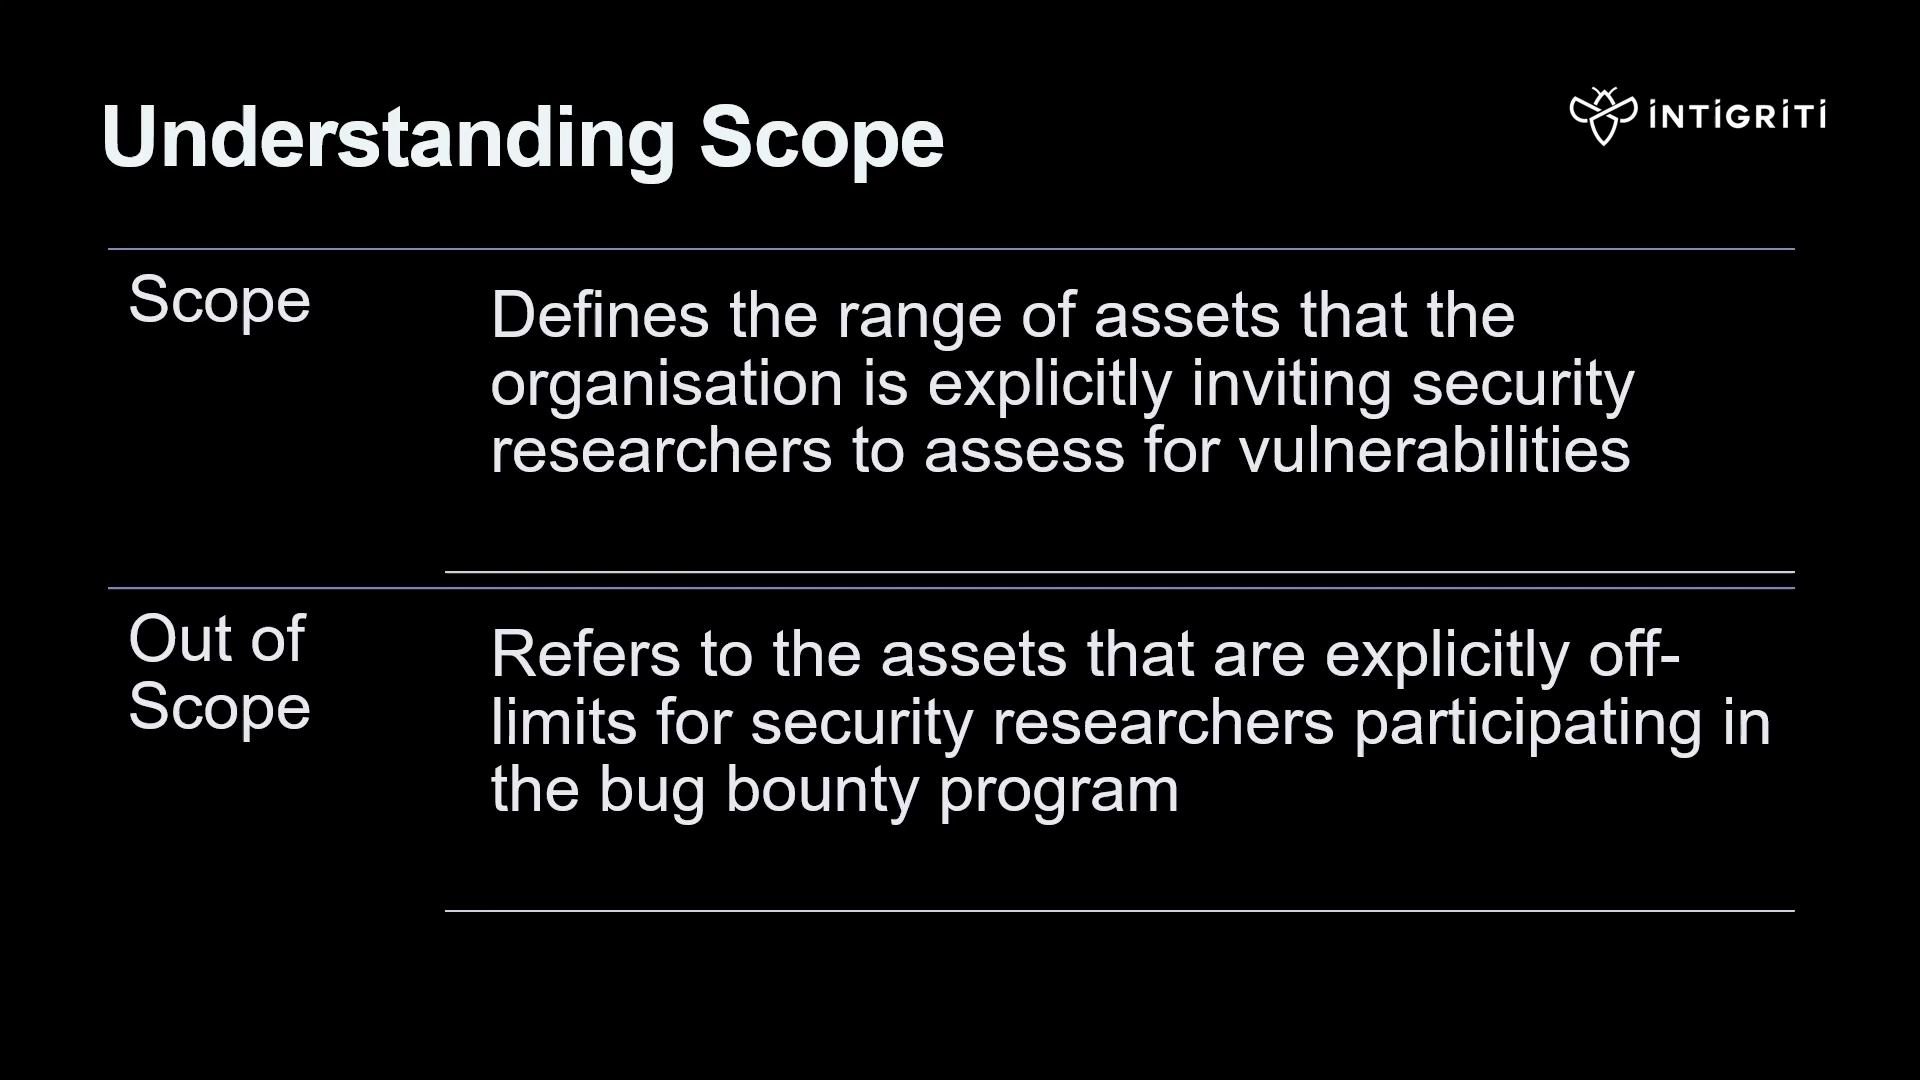 Understanding Scope
INTIGRITI
Scope
Defines the range of assets that the
organisation is explicitly inviting security
researchers to assess for vulnerabilities
Out of
Scope
Refers to the assets that are explicitly off-
limits for security researchers participating in
the bug bounty program